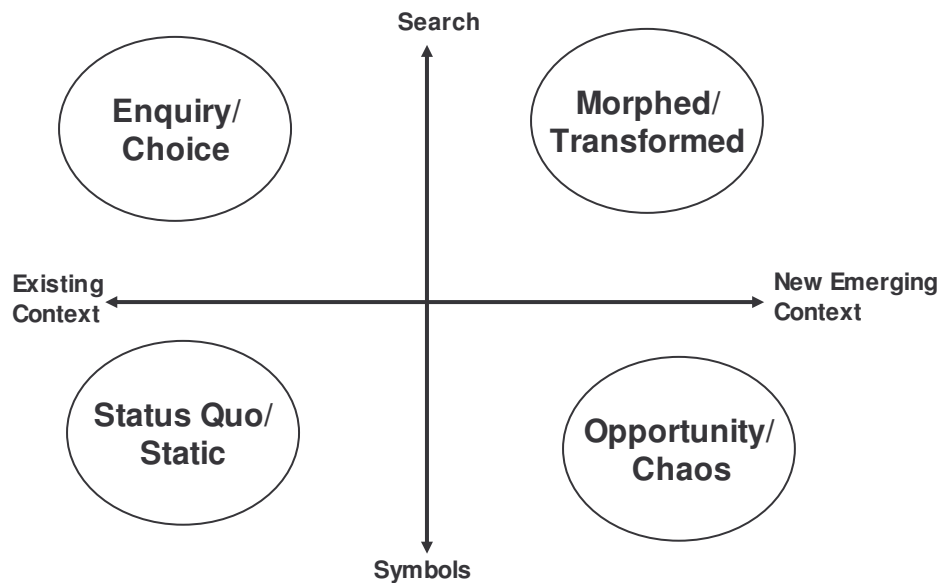 Search
Enquiry/
Choice
Morphed/
Transformed
Existing
Context
New Emerging
Context
Status Quo/
Static
Opportunity/
Chaos
Symbols